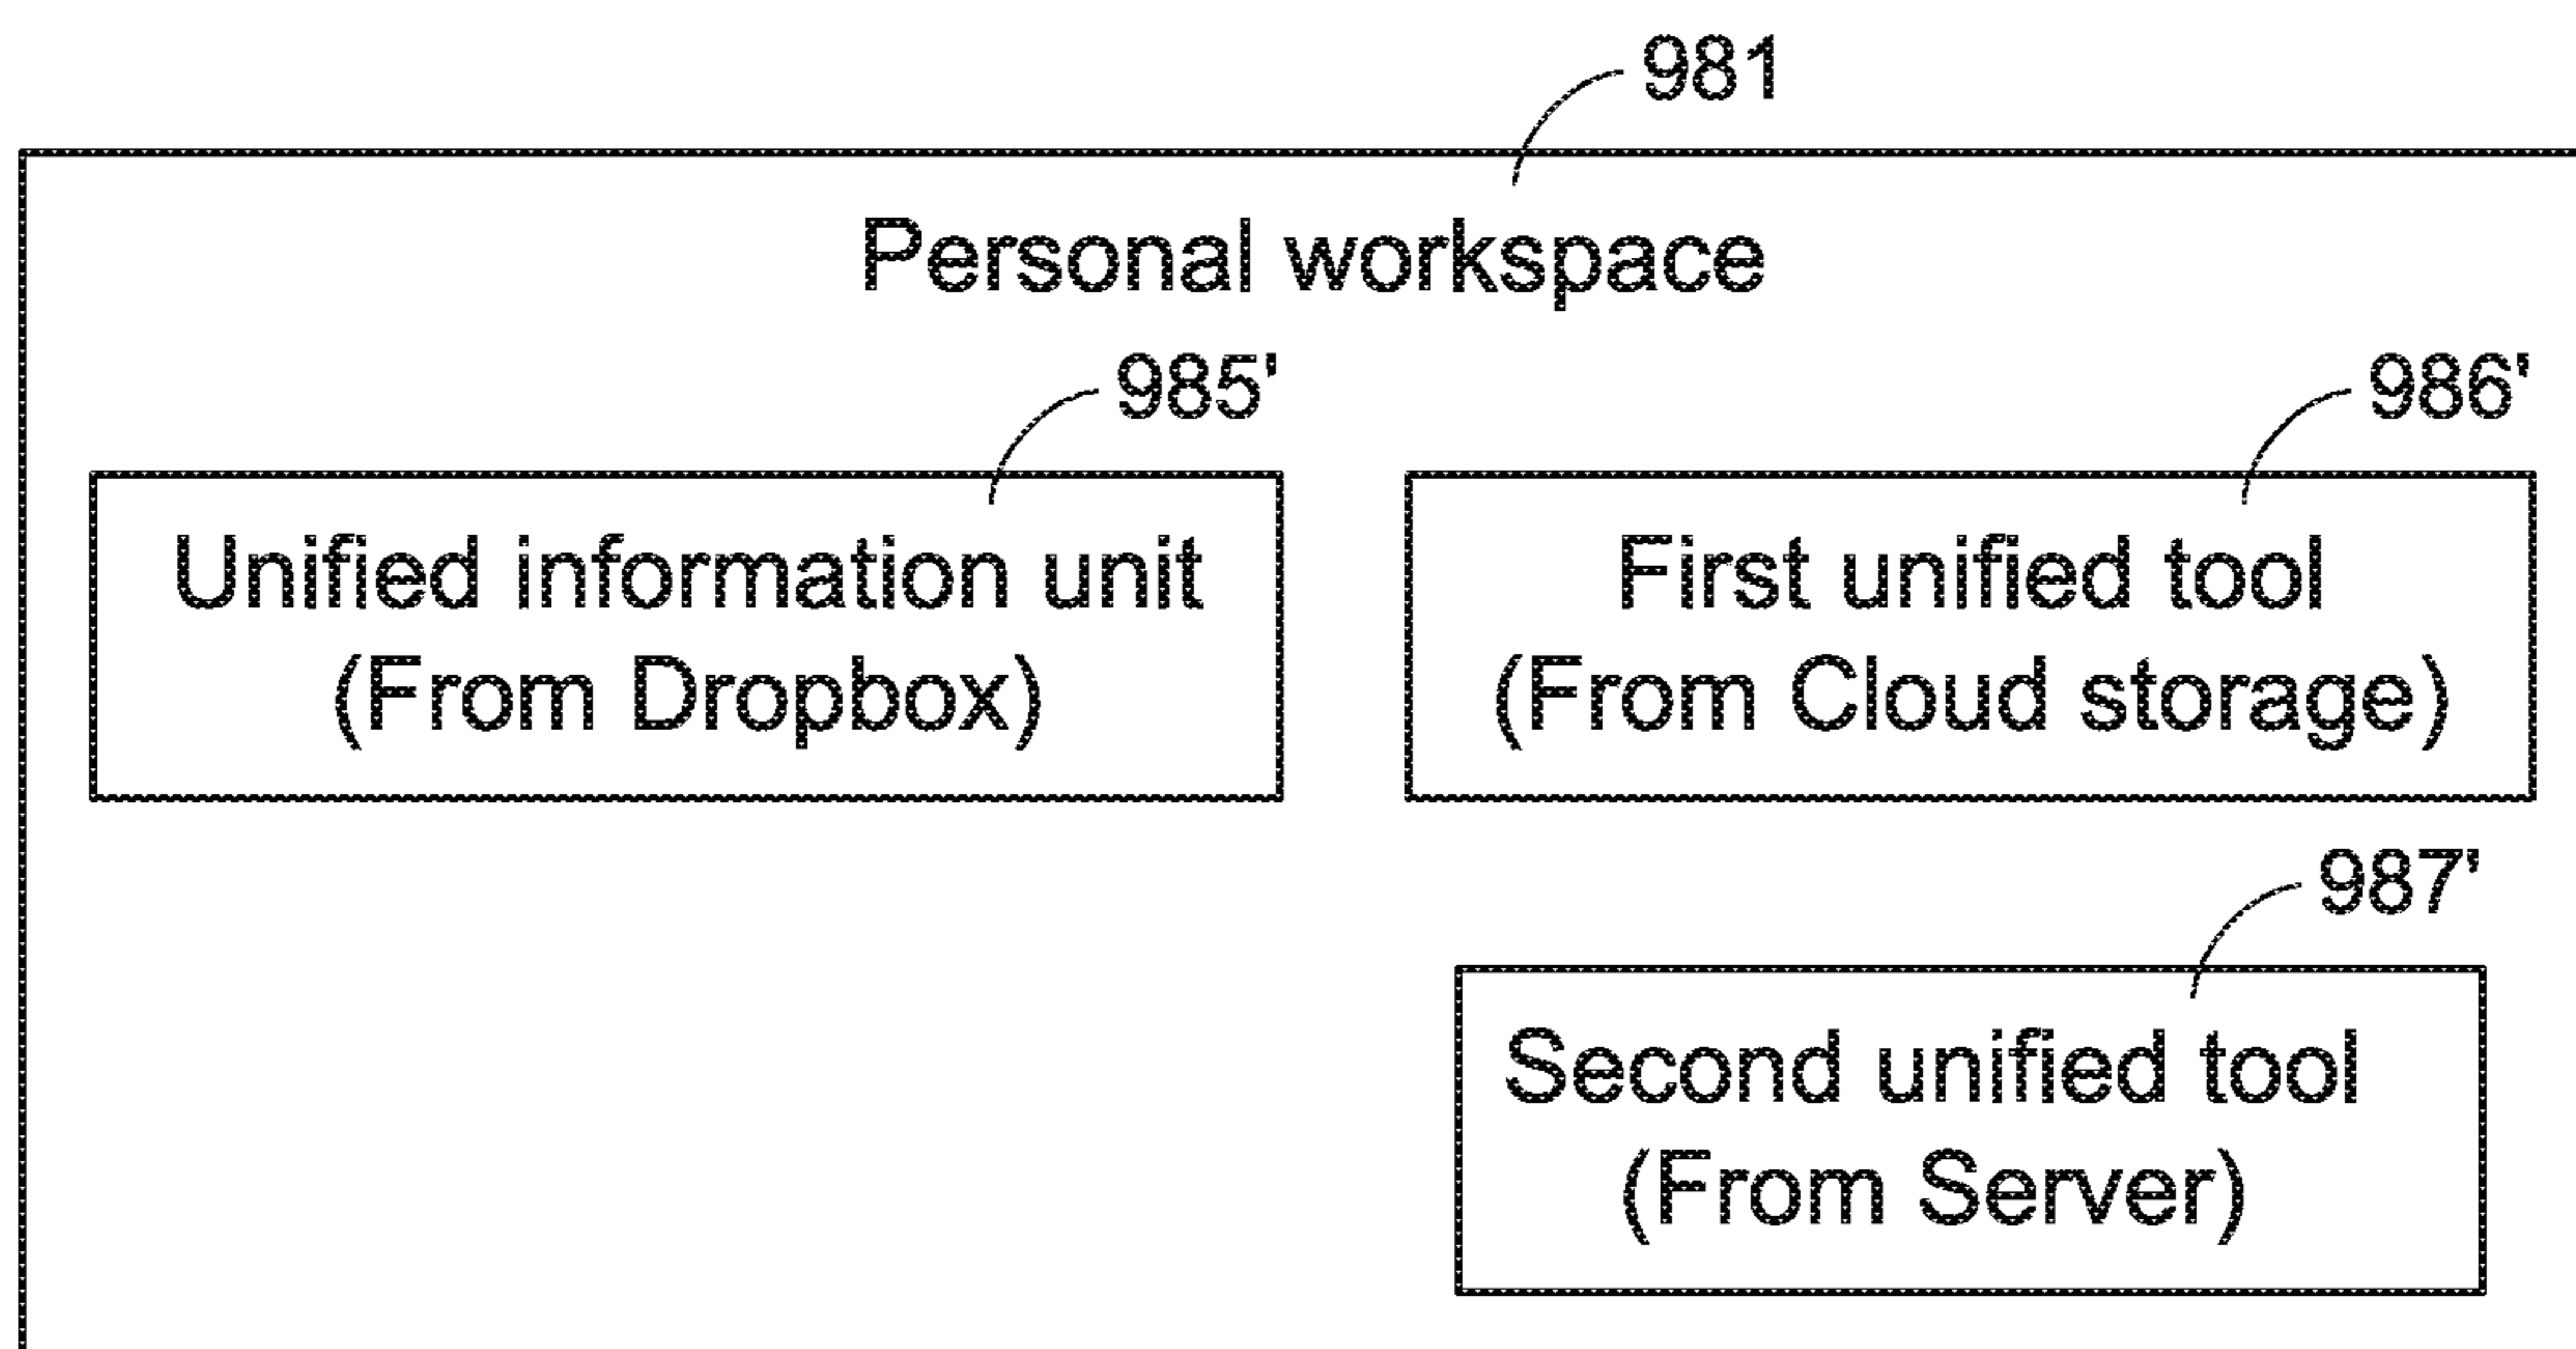 981
Personal workspace
985'
986'
Unified information unit
(From Dropbox)
First unified tool
(From Cloud storage)
987'
Second unified tool
(From Server)